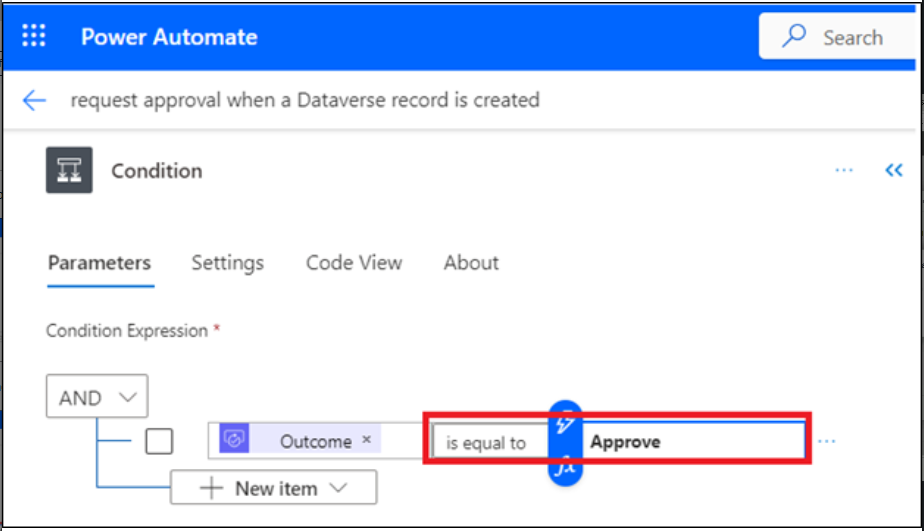 Power Automate
Search
request approval when a Dataverse record is created
Condition
Parameters Settings Code View About
Condition Expression *
AND
Outcome × is equal to Approve
fx
New item